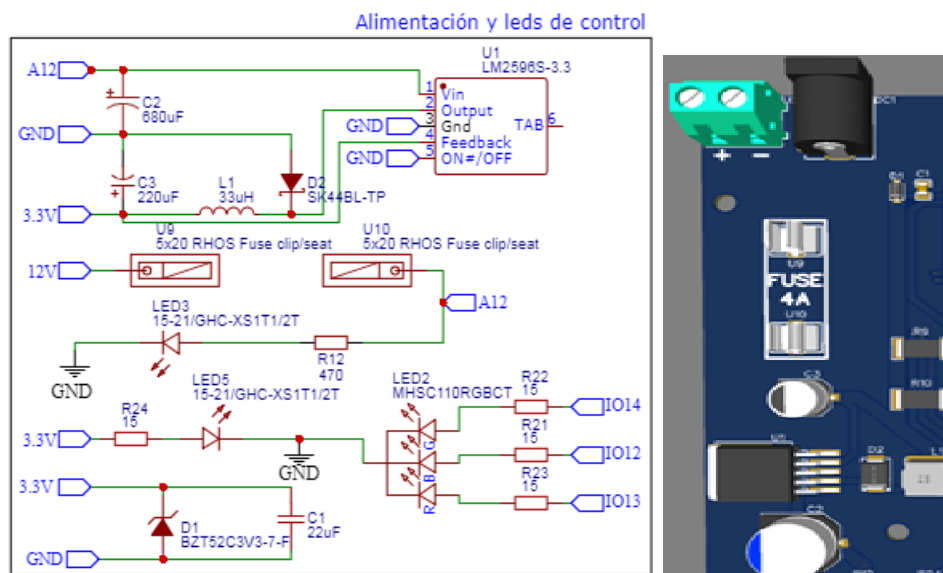 Alimentación y leds de control
U1
LM2596S-3.3
A12
1
Vin
2
Output
GND
3
Gnd
TAB
6
4
Feedback
GND
5
ON#/OFF
C2
680uF
GND
C3
220uF
L1
33uH
D2
SK44BL-TP
3.3V
U9
5x20 RHOS Fuse clip/seat
U10
5x20 RHOS Fuse clip/seat
12V
A12
LED3
15-21/GHC-XS1T1/2T
R12
470
GND
LED5
15-21/GHC-XS1T1/2T
R24
15
3.3V
GND
LED2
MHSC110RGBCT
G
B
R
R22
15
IO14
R21
15
IO12
R23
15
IO13
3.3V
D1
BZT52C3V3-7-F
C1
22uF
GND
DC1
+ −
C1
U9
FUSE
4A
U10
R9
R10
C3
U1
D2
L
C2